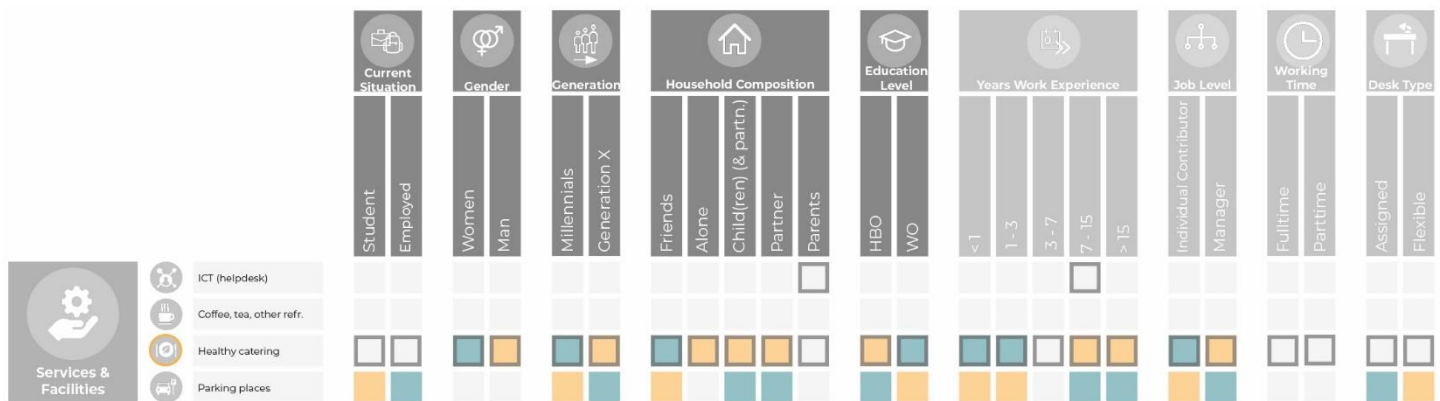 Current
Situation
Gender
Generation
Household Composition
Education
Level
Years Work Experience
Job Level
Working
Time
Desk Type
Student
Employed
Women
Man
Millennials
Generation X
Friends
Alone
Child(ren) (& partn.)
Partner
Parents
HBO
WO
< 1
1 - 3
3 - 7
7 - 15
> 15
Individual Contributor
Manager
Fulltime
Parttime
Assigned
Flexible
Services &
Facilities
ICT (helpdesk)
Coffee, tea, other refr.
Healthy catering
Parking places